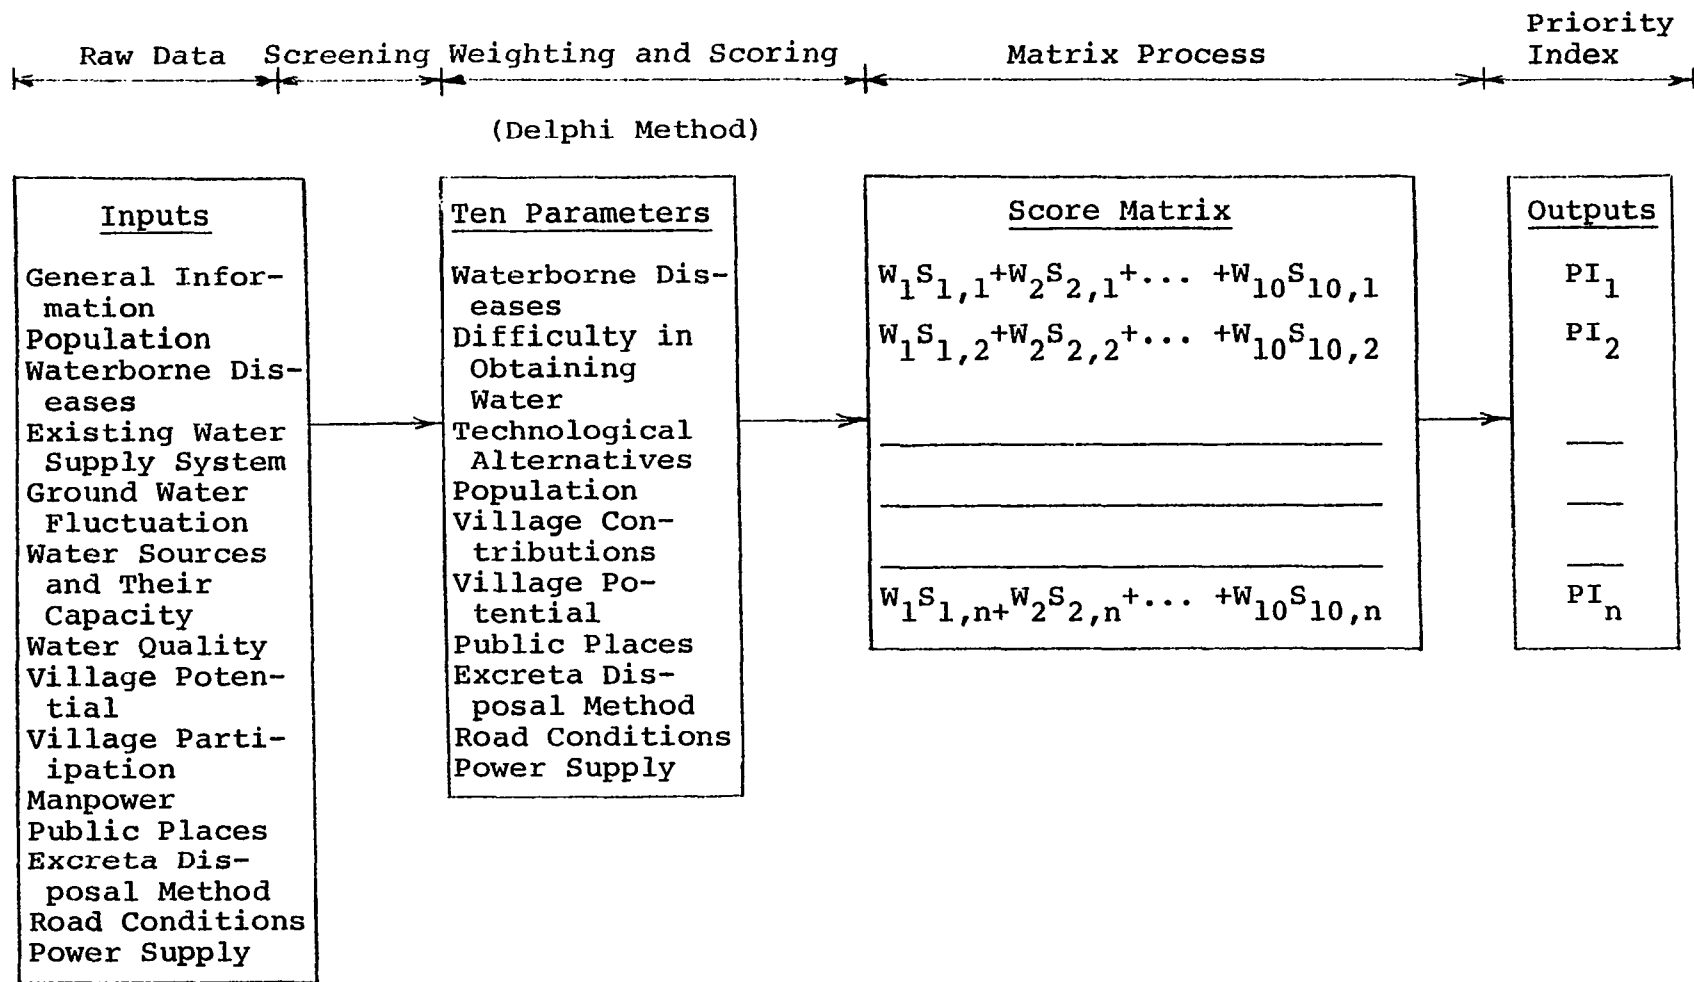 Raw Data Screening Weighting and Scoring Matrix Process Priority Index
(Delphi Method)
Inputs
General Infor-
mation
Population
Waterborne Dis-
eases
Existing Water
Supply System
Ground Water
Fluctuation
Water Sources
and Their
Capacity
Water Quality
Village Poten-
tial
Village Parti-
ipation
Manpower
Public Places
Excreta Dis-
posal Method
Road Conditions
Power Supply
Ten Parameters
Waterborne Dis-
eases
Difficulty in
Obtaining
Water
Technological
Alternatives
Population
Village Con-
tributions
Village Po-
tential
Public Places
Excreta Dis-
posal Method
Road Conditions
Power Supply
Score Matrix
W1S1,1+W2S2,1+... +W10S10,1
W1S1,2+W2S2,2+... +W10S10,2
W1S1,n+W2S2,n+... +W10S10,n
Outputs
PI1
PI2
PIn